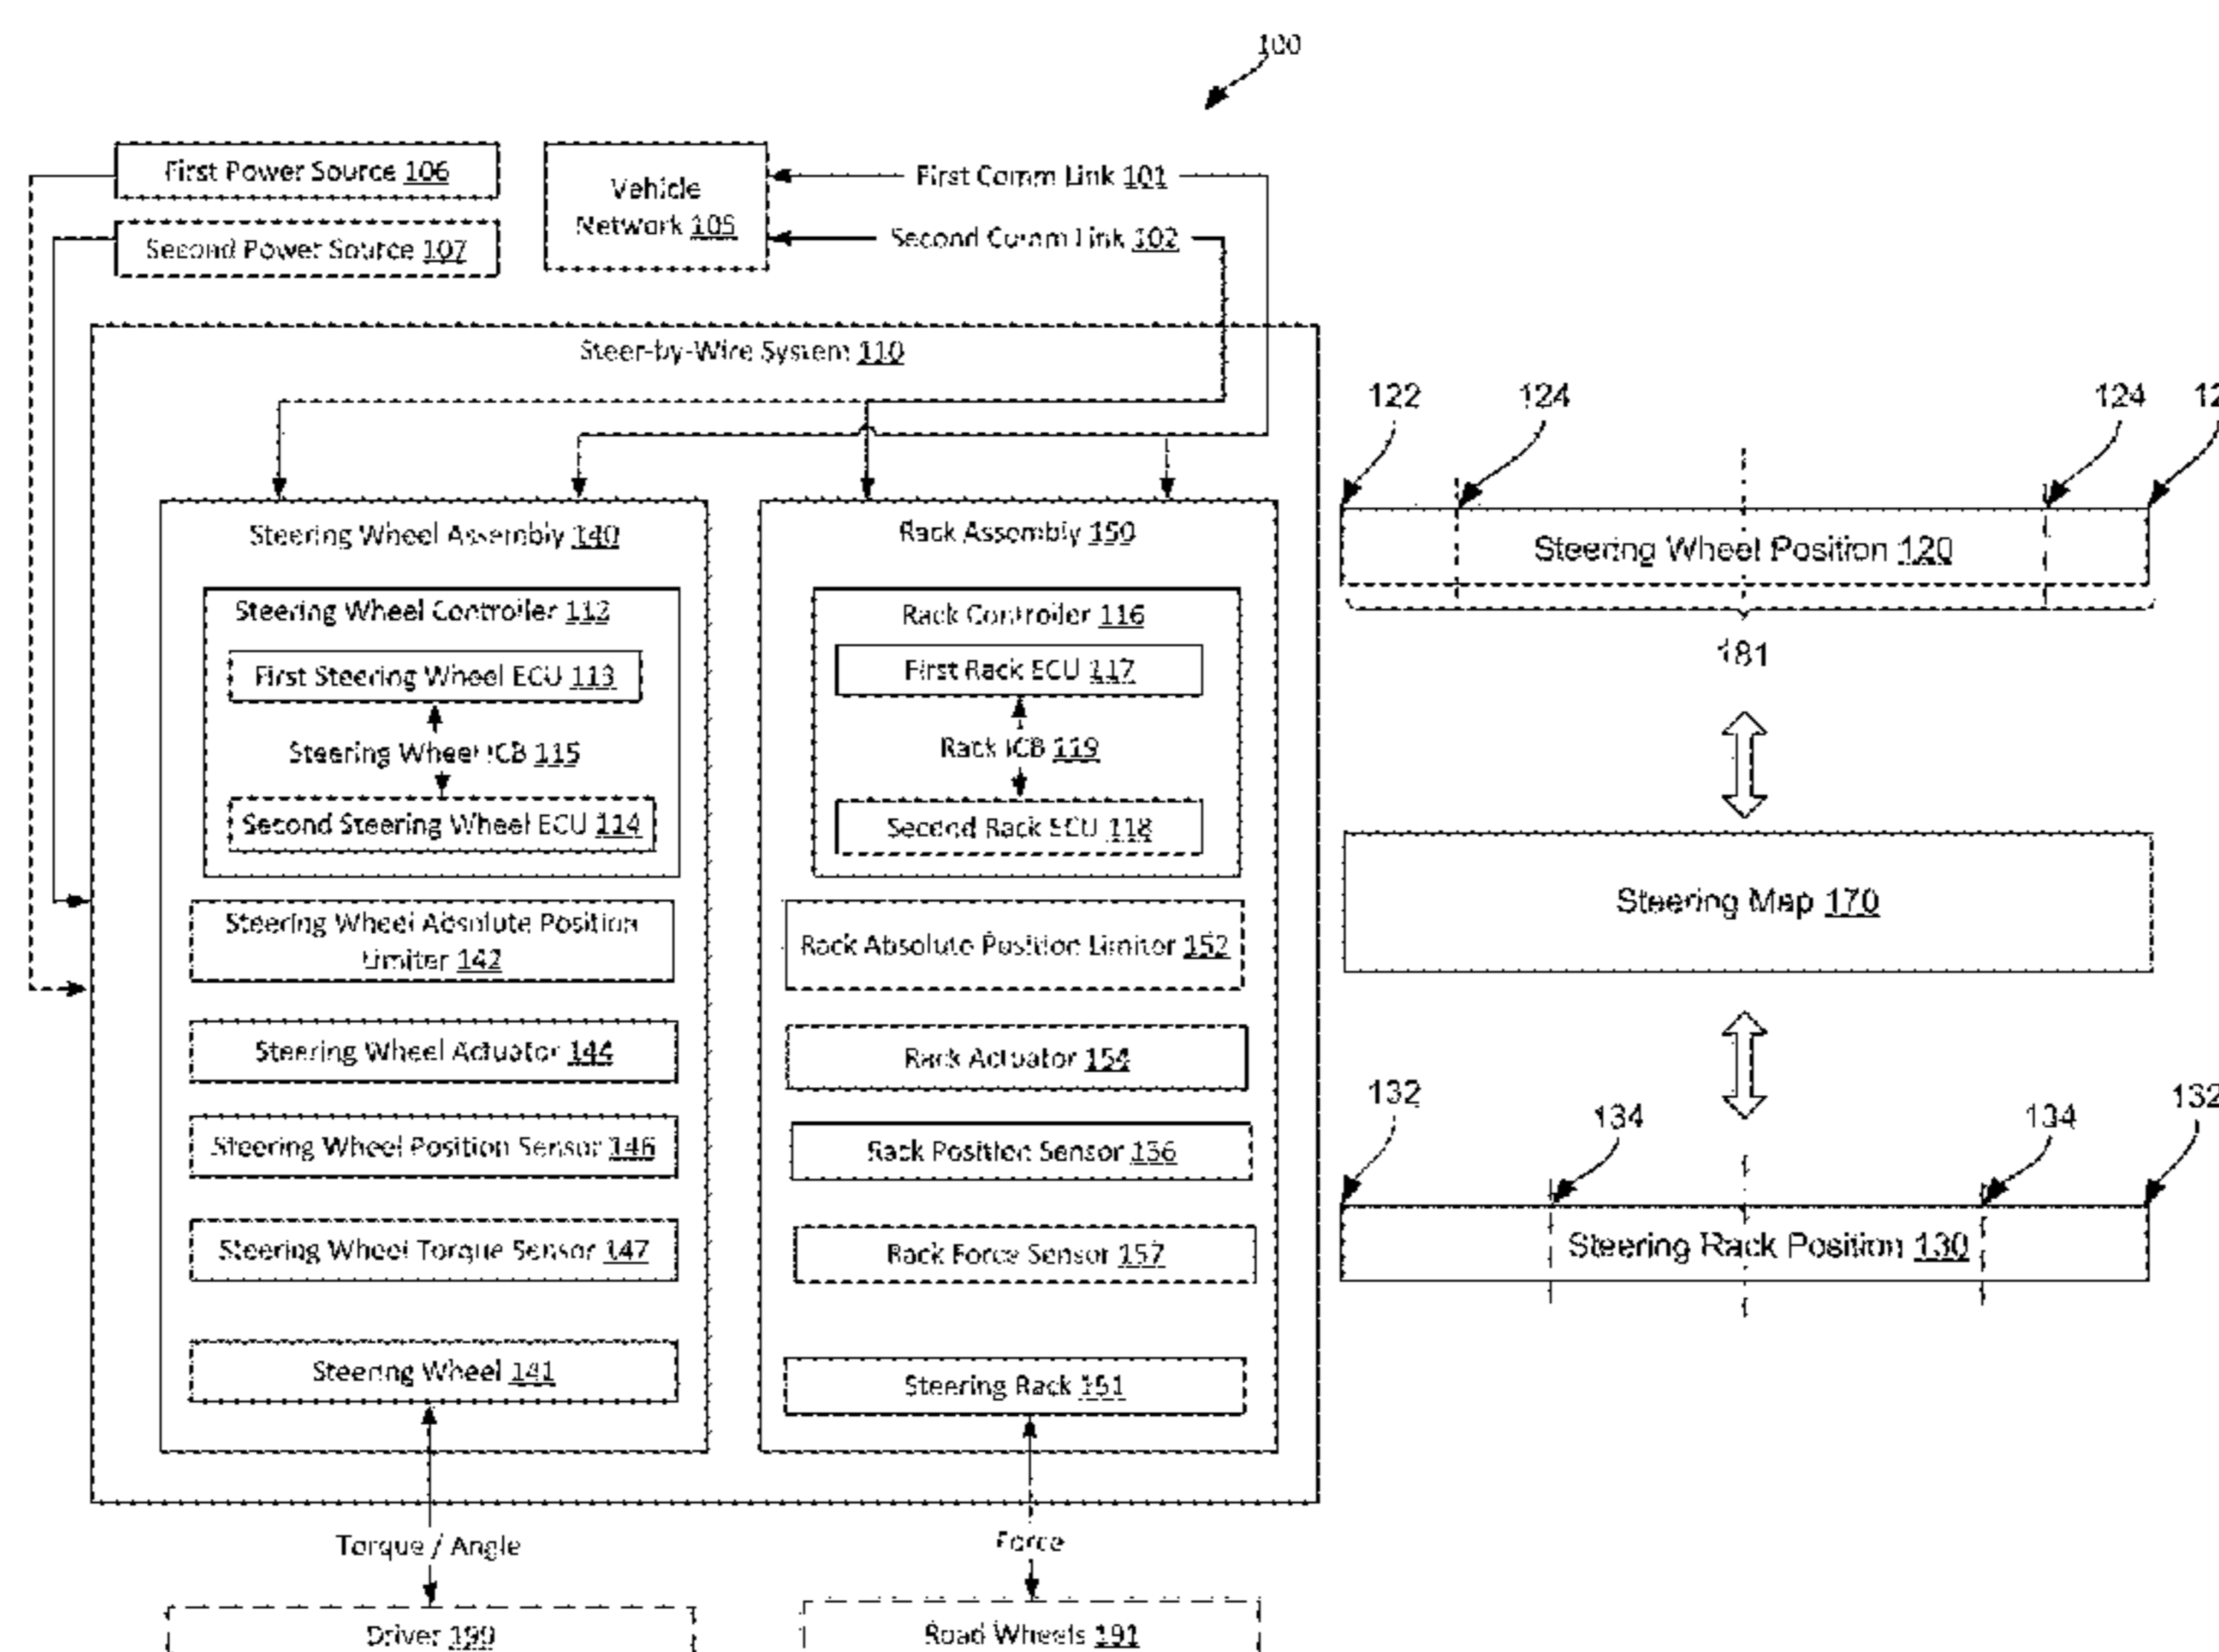 100
First Power Source 106
Second Power Source 107
Vehicle
Network 105
First Comm Link 101
Second Comm Link 102
Steer-by-Wire System 110
Steering Wheel Assembly 140
Steering Wheel Controller 112
First Steering Wheel ECU 113
Steering Wheel ICB 115
Second Steering Wheel ECU 114
Steering Wheel Absolute Position
Limiter 142
Steering Wheel Actuator 144
Steering Wheel Position Sensor 146
Steering Wheel Torque Sensor 147
Steering Wheel 141
Torque / Angle
Driver 190
Rack Assembly 150
Rack Controller 116
First Rack ECU 117
Rack ICB 119
Second Rack ECU 118
Rack Absolute Position Limiter 152
Rack Actuator 154
Rack Position Sensor 156
Rack Force Sensor 157
Steering Rack 151
Force
Road Wheels 191
122
124
124
Steering Wheel Position 120
181
Steering Map 170
132
134
134
132
Steering Rack Position 130